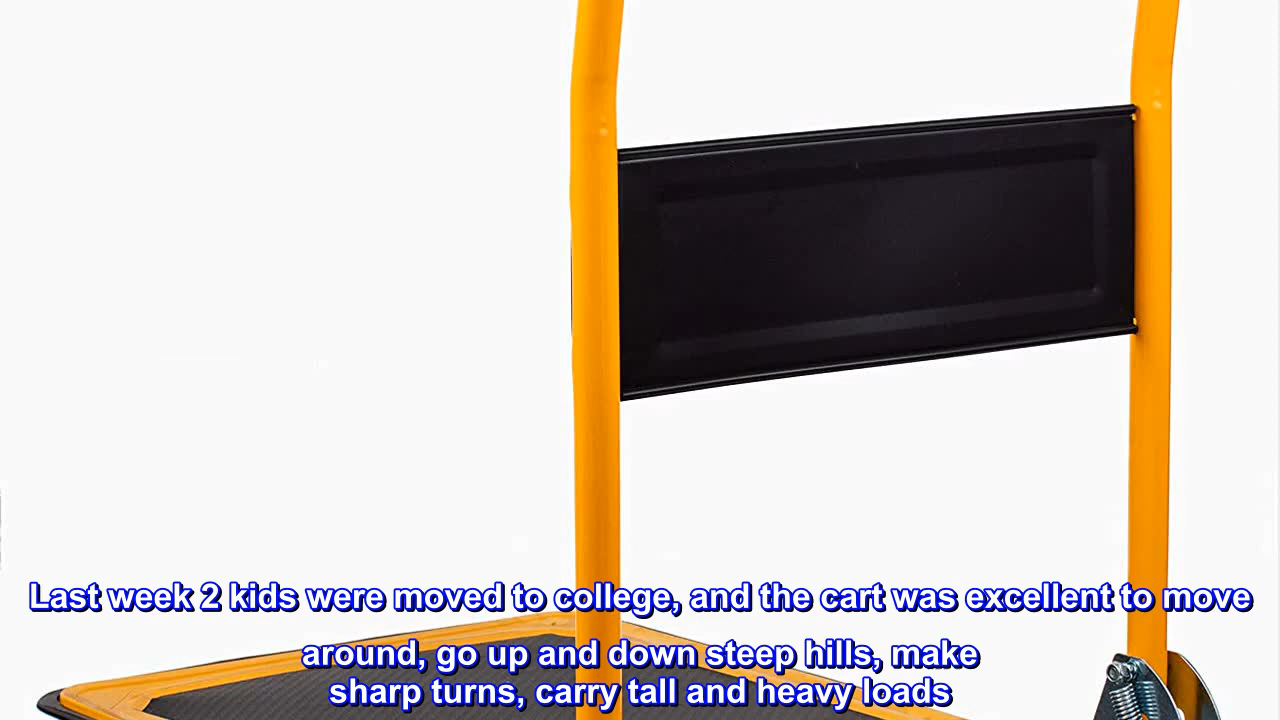 Last week 2 kids were moved to college, and the cart was excellent to move
around, go up and down steep hills, make
sharp turns, carry tall and heavy loads